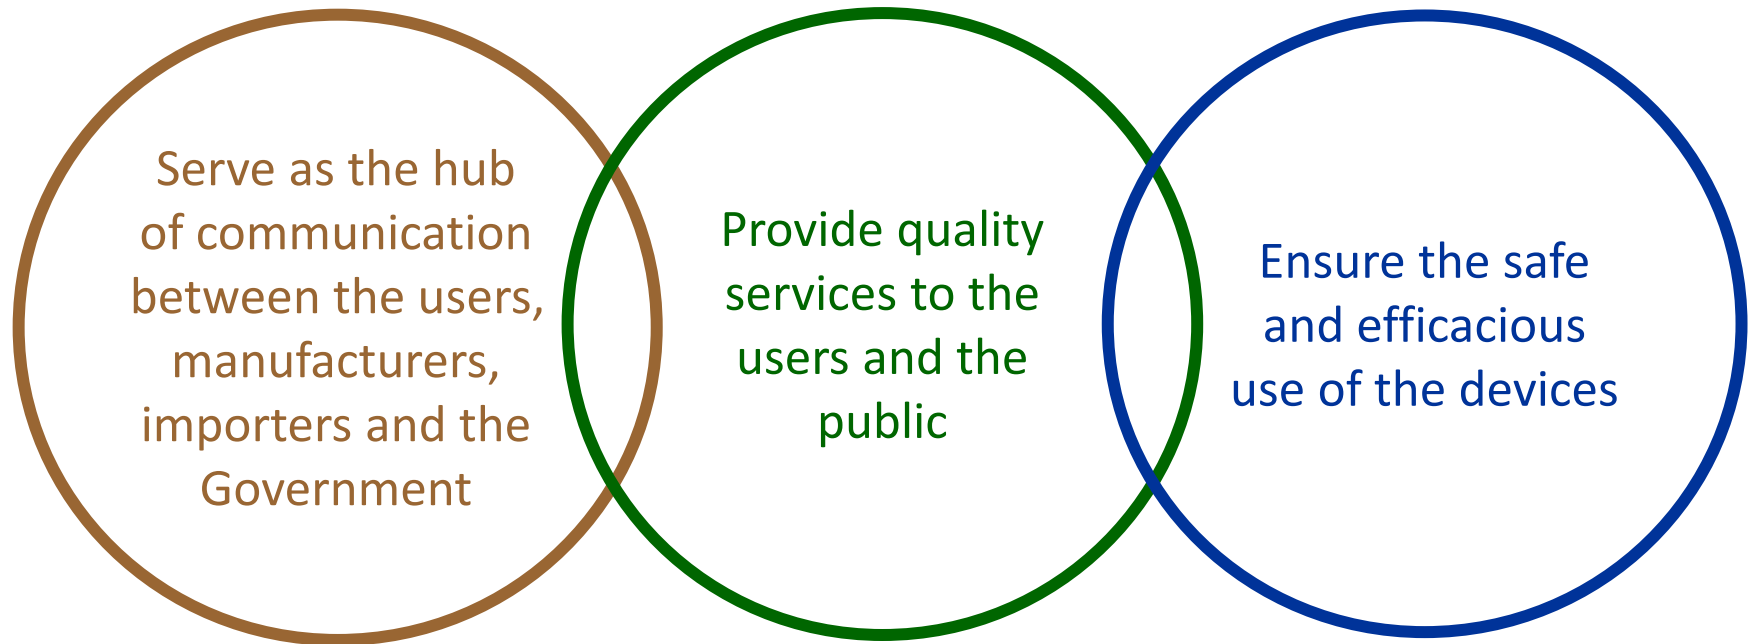 Serve as the hub
of communication
between the users,
manufacturers,
importers and the
Government
Provide quality
services to the
users and the
public
Ensure the safe
and efficacious
use of the devices